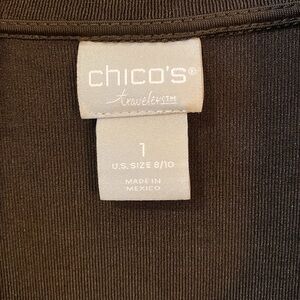 chico's®
travelers™
1
U.S. SIZE 8/10
MADE IN
MEXICO